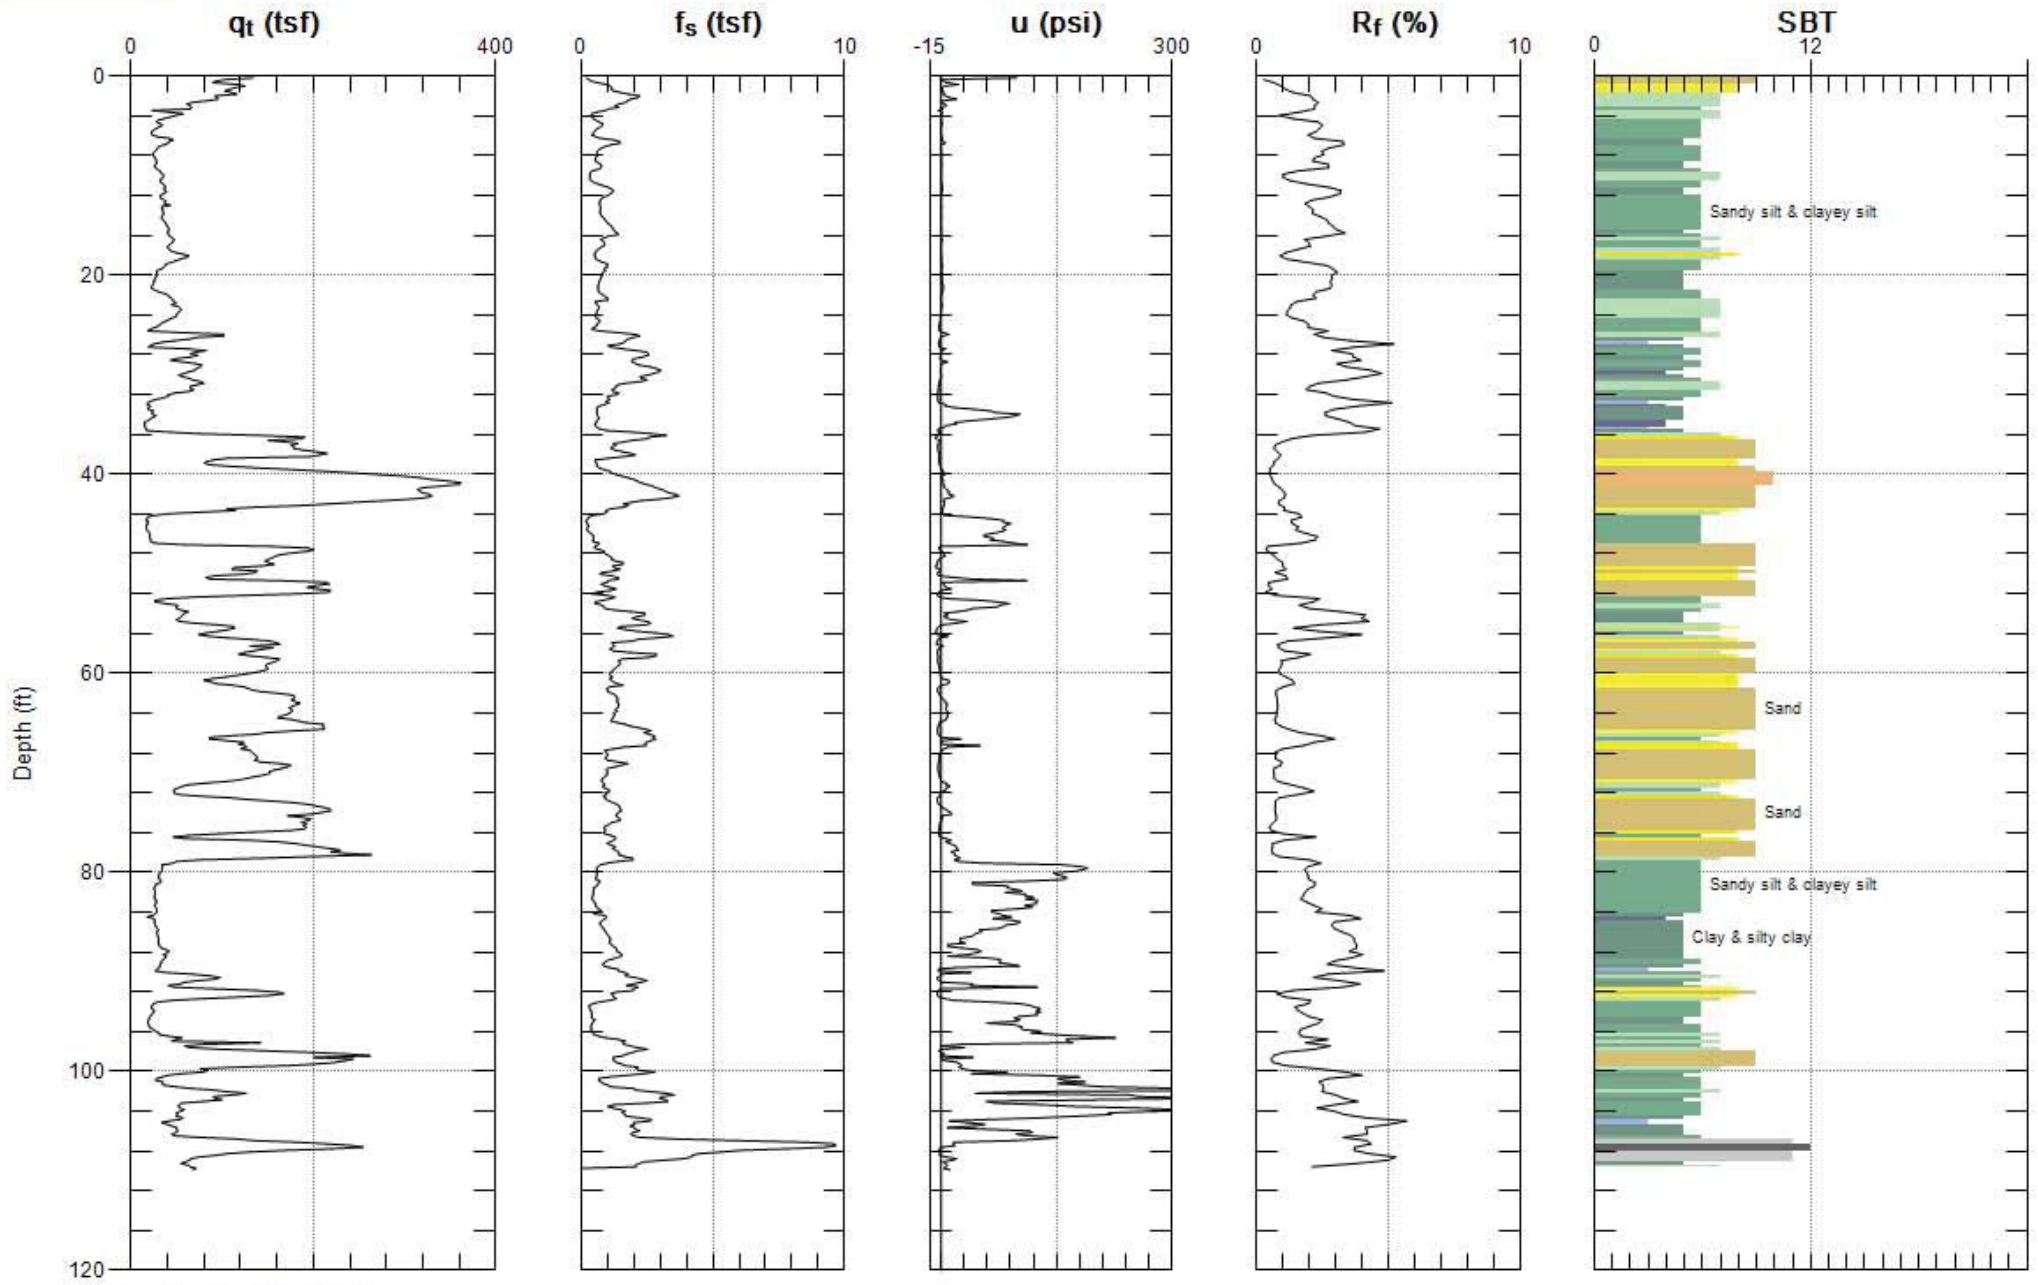 qt (tsf) fs (tsf) u (psi) Rf (%) SBT
0 400 0 10 -15 300 0 10 0 12
0
Sandy silt & clayey silt
20
40
60
Depth (ft)
Sand
Sand
80
Sandy silt & clayey silt
Clay & silty clay
100
120